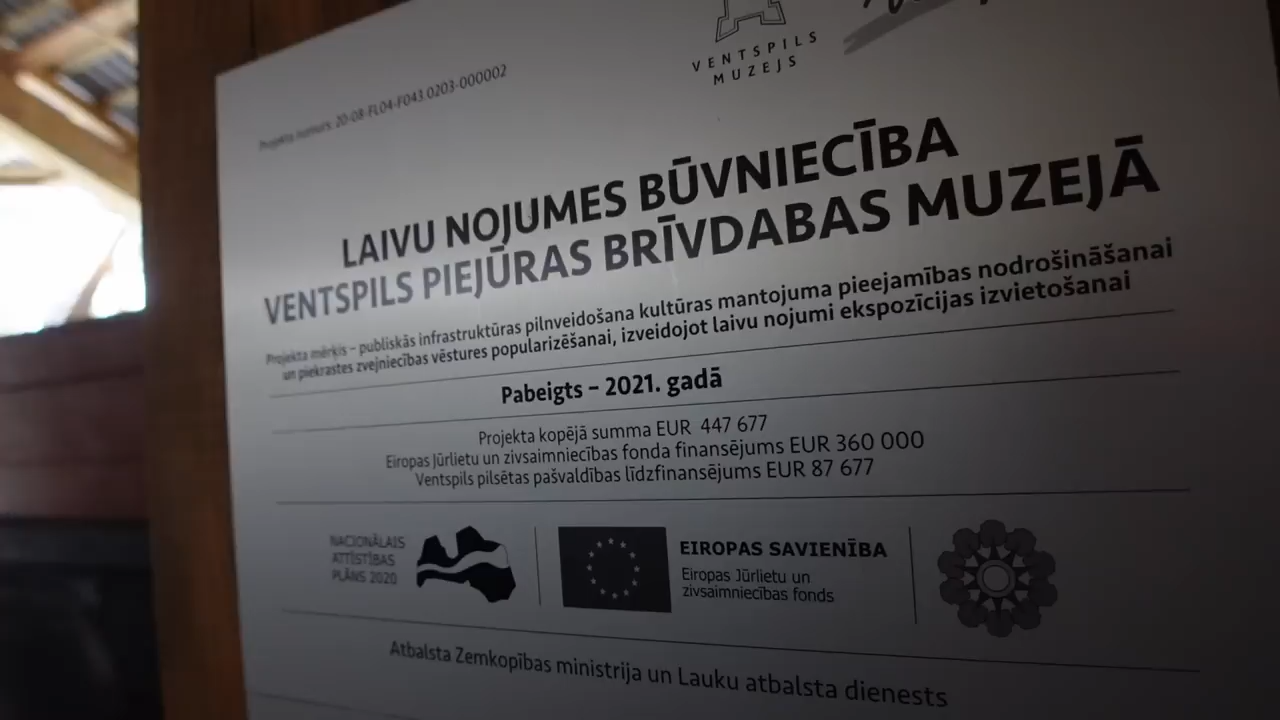 VENTSPILS
MUZEJS
Projekta numurs: 20-08-FL04-F043.0203-000002
LAIVU NOJUMES BŪVNIECĪBA
VENTSPILS PIEJŪRAS BRĪVDABAS MUZEJĀ
Projekta mērķis – publiskās infrastruktūras pilnveidošana kultūras mantojuma pieejamības nodrošināšanai
un piekrastes zvejniecības vēstures popularizēšanai, izveidojot laivu nojumi ekspozīcijas izvietošanai
Pabeigts – 2021. gadā
Projekta kopējā summa EUR 447 677
Eiropas Jūrlietu un zivsaimniecības fonda finansējums EUR 360 000
Ventspils pilsētas pašvaldības līdzfinansējums EUR 87 677
NACIONĀLAIS
ATTĪSTĪBAS
PLĀNS 2020
EIROPAS SAVIENĪBA
Eiropas Jūrlietu un
zivsaimniecības fonds
Atbalsta Zemkopības ministrija un Lauku atbalsta dienests